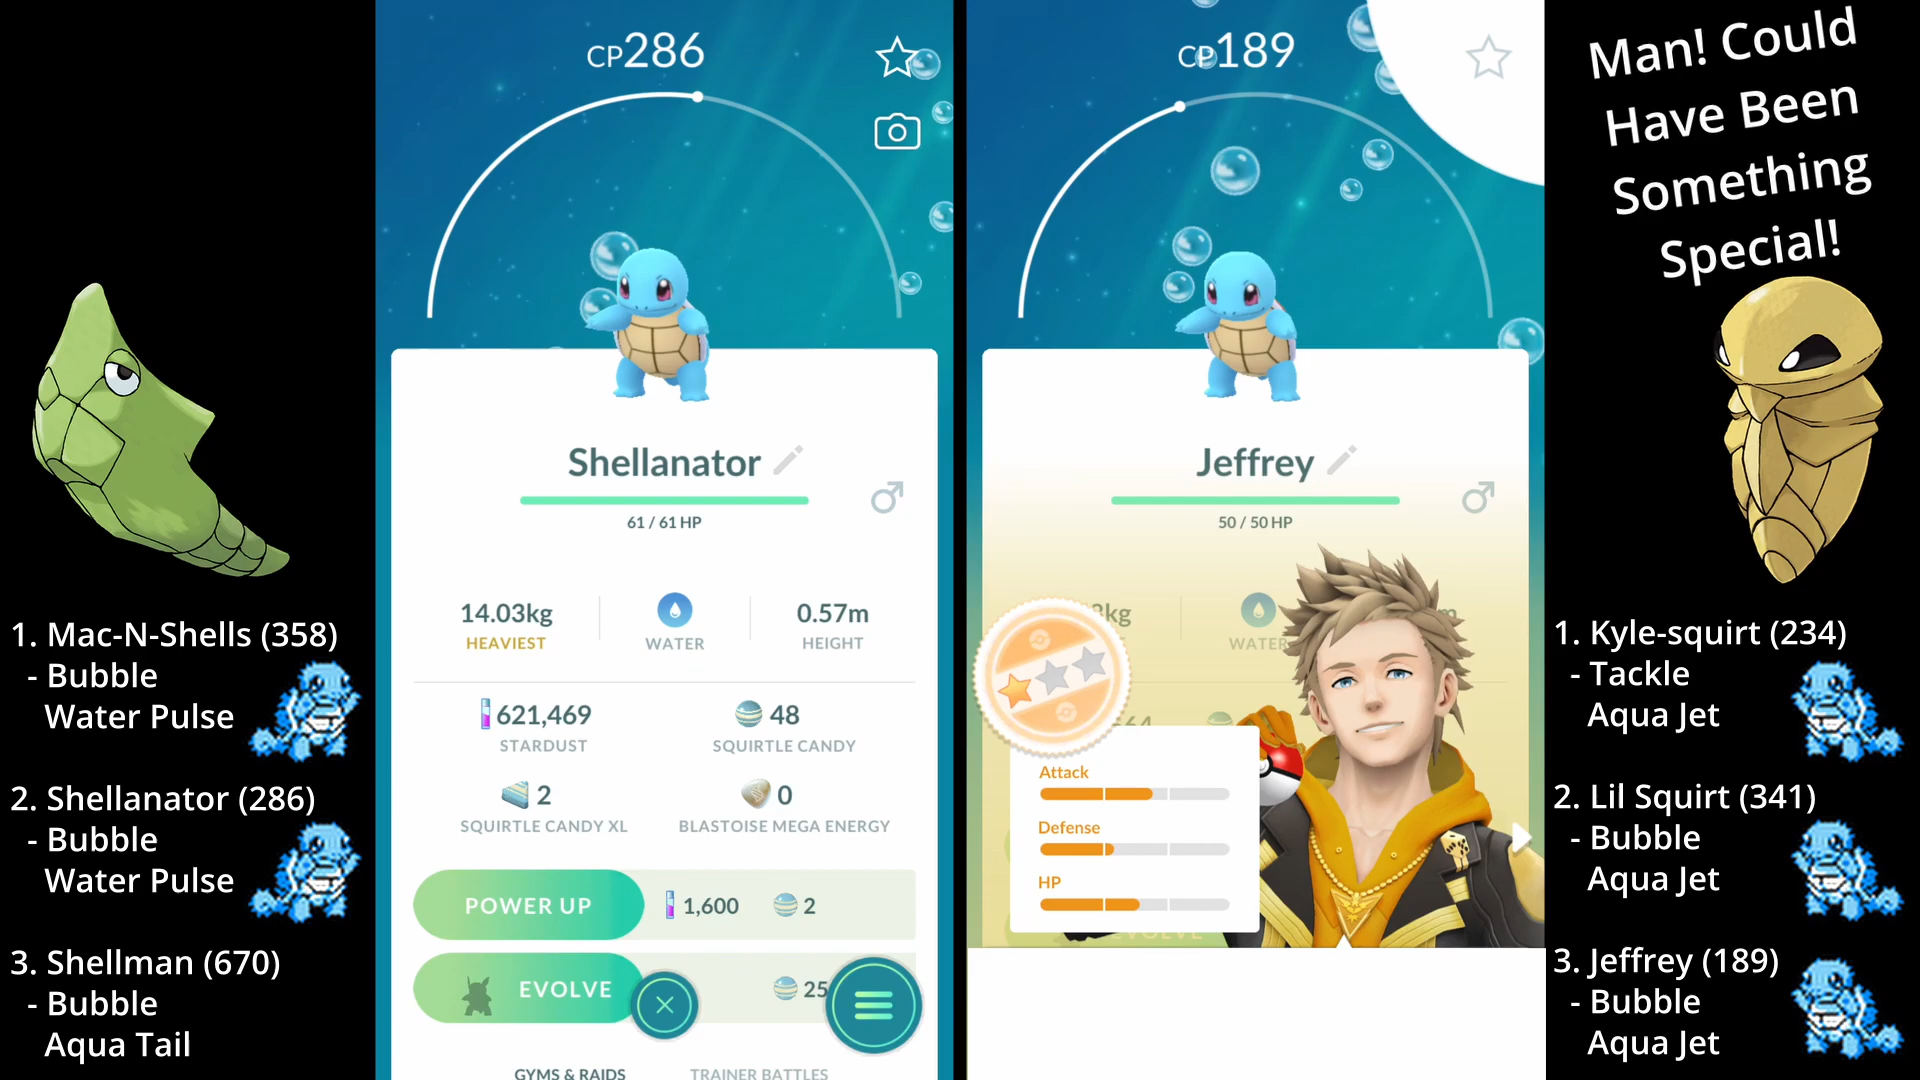 1. Mac-N-Shells (358)
- Bubble
Water Pulse
2. Shellanator (286)
- Bubble
Water Pulse
3. Shellman (670)
- Bubble
Aqua Tail
CP286
Shellanator
61 / 61 HP
14.03kg
HEAVIEST
WATER
0.57m
HEIGHT
621,469
STARDUST
48
SQUIRTLE CANDY
2
SQUIRTLE CANDY XL
0
BLASTOISE MEGA ENERGY
POWER UP
1,600
2
EVOLVE
25
GYMS & RAIDS
TRAINER BATTLES
CP189
Jeffrey
50 / 50 HP
kg
WATER
m
Attack
Defense
HP
EVOLVE
Man! Could
Have Been
Something
Special!
1. Kyle-squirt (234)
- Tackle
Aqua Jet
2. Lil Squirt (341)
- Bubble
Aqua Jet
3. Jeffrey (189)
- Bubble
Aqua Jet